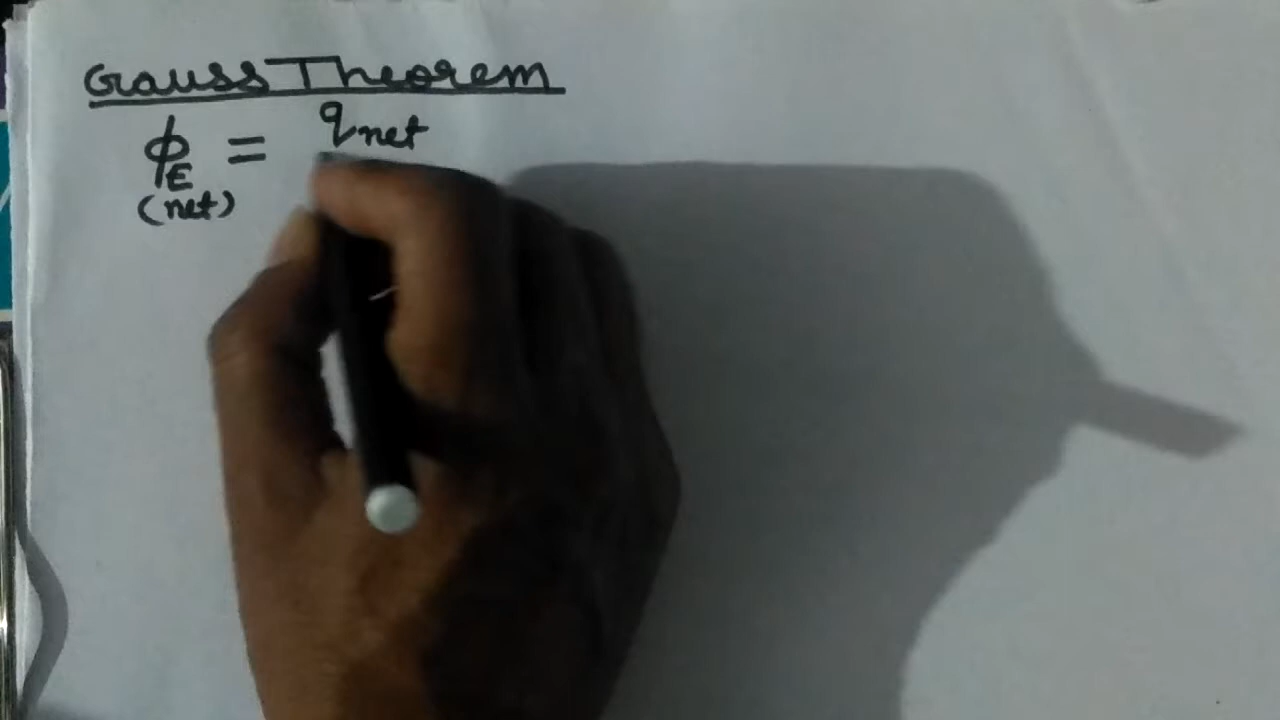 Gauss Theorem
ϕE = qnet
(net)